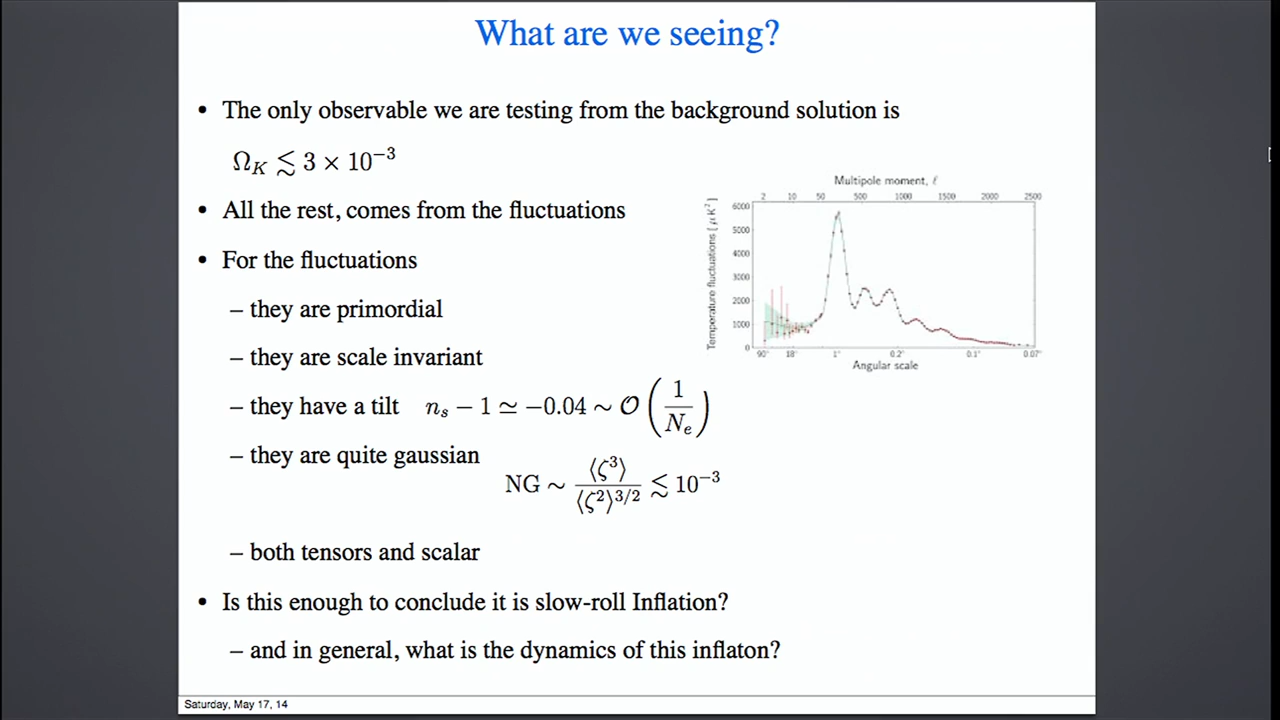 What are we seeing?
• The only observable we are testing from the background solution is
Ω_K ≲ 3 × 10⁻³
• All the rest, comes from the fluctuations
• For the fluctuations
– they are primordial
– they are scale invariant
– they have a tilt n_s − 1 ≃ −0.04 ∼ 𝒪(1/N_e)
– they are quite gaussian
NG ∼ ⟨ζ³⟩/⟨ζ²⟩^{3/2} ≲ 10⁻³
– both tensors and scalar
• Is this enough to conclude it is slow-roll Inflation?
– and in general, what is the dynamics of this inflaton?
Multipole moment, ℓ
2 10 50 500 1000 1500 2000 2500
Temperature fluctuations [ μK² ]
6000
5000
4000
3000
2000
1000
0
90° 18° 1° 0.2° 0.1° 0.07°
Angular scale
Saturday, May 17, 14